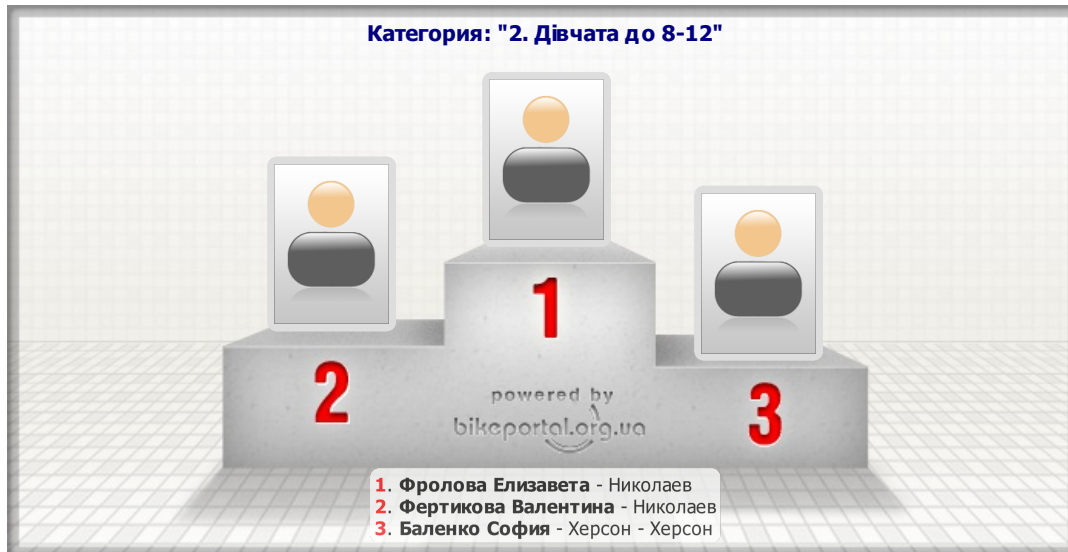 Категория: "2. Дівчата до 8-12"
1
2
3
powered by
bikeportal.org.ua
1. Фролова Елизавета - Николаев
2. Фертикова Валентина - Николаев
3. Баленко София - Херсон - Херсон